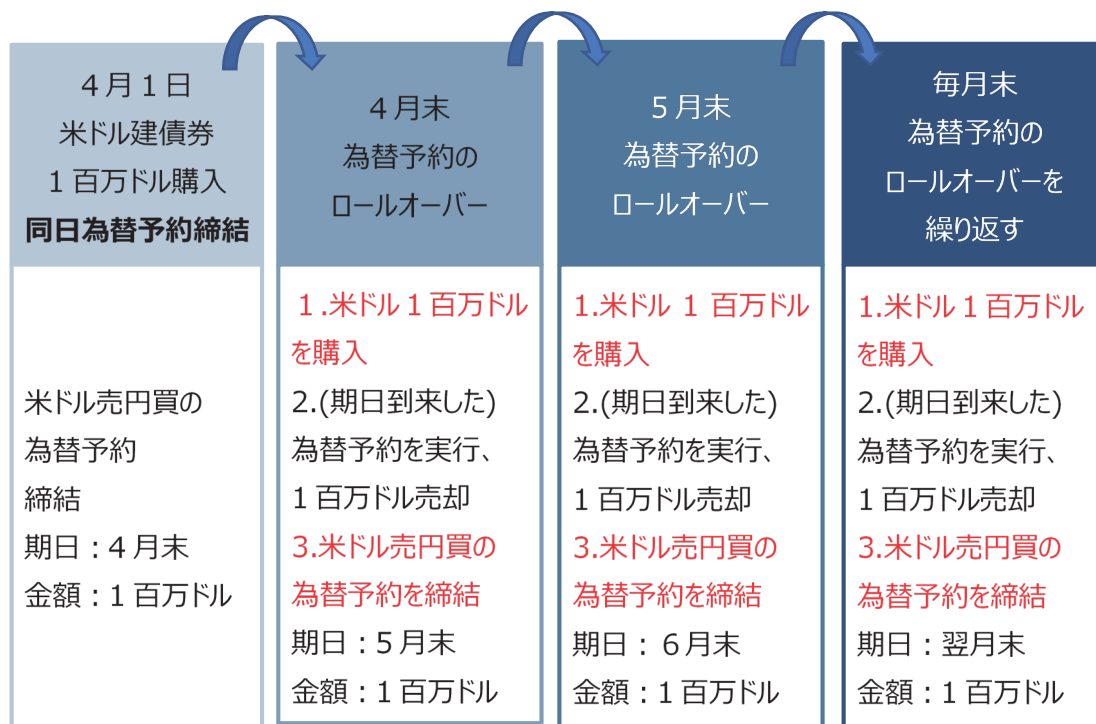 4月1日
米ドル建債券
1百万ドル購入
同日為替予約締結
米ドル売円買の
為替予約
締結
期日：4月末
金額：1百万ドル
4月末
為替予約の
ロールオーバー
1.米ドル1百万ドル
を購入
2.(期日到来した)
為替予約を実行、
1百万ドル売却
3.米ドル売円買の
為替予約を締結
期日：5月末
金額：1百万ドル
5月末
為替予約の
ロールオーバー
1.米ドル 1 百万ドル
を購入
2.(期日到来した)
為替予約を実行、
1百万ドル売却
3.米ドル売円買の
為替予約を締結
期日：6月末
金額：1百万ドル
毎月末
為替予約の
ロールオーバーを
繰り返す
1.米ドル1百万ドル
を購入
2.(期日到来した)
為替予約を実行、
1百万ドル売却
3.米ドル売円買の
為替予約を締結
期日：翌月末
金額：1百万ドル